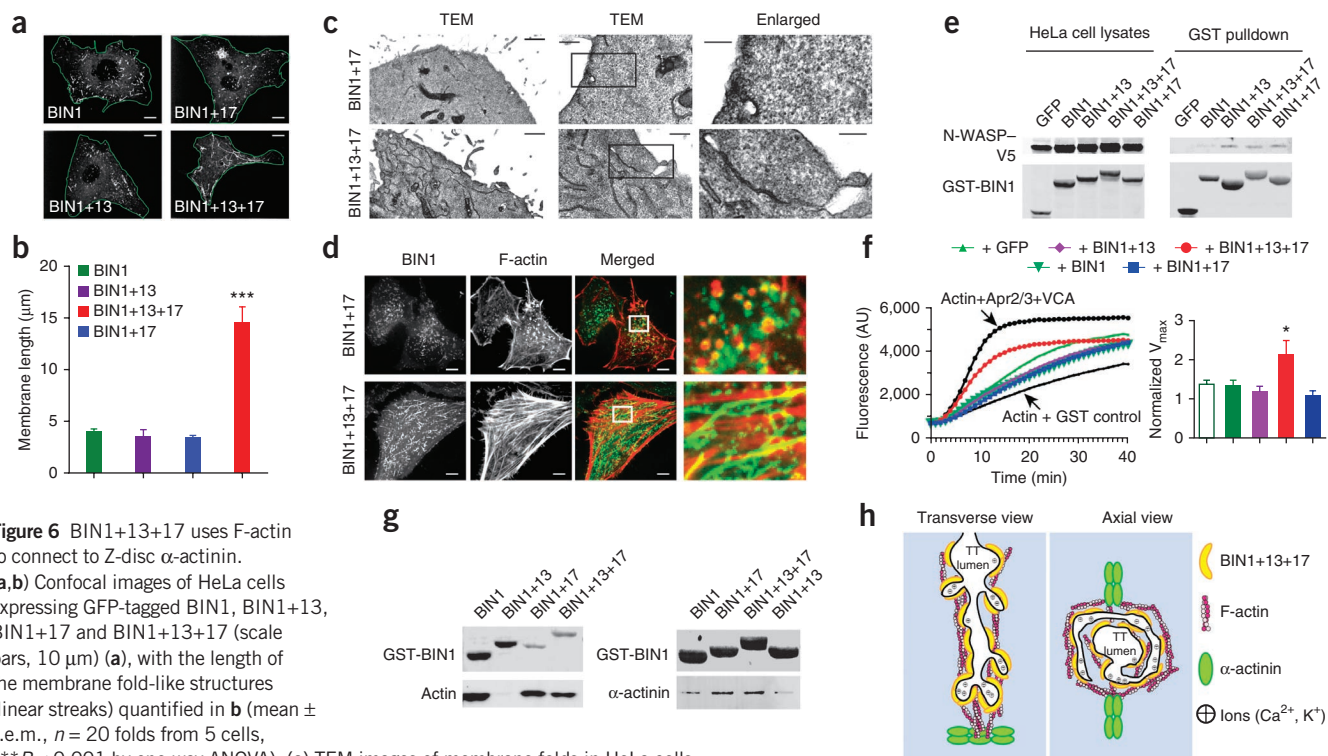 a
BIN1
BIN1+17
BIN1+13
BIN1+13+17
b
Membrane length (μm)
20
15
10
5
0
BIN1
BIN1+13
BIN1+13+17
BIN1+17
***
c
TEM
TEM
Enlarged
BIN1+17
BIN1+13+17
d
BIN1
F-actin
Merged
BIN1+17
BIN1+13+17
e
HeLa cell lysates
GST pulldown
GFP
BIN1
BIN1+13
BIN1+13+17
BIN1+17
GFP
BIN1
BIN1+13
BIN1+13+17
BIN1+17
N-WASP–
V5
GST-BIN1
f
+ GFP
+ BIN1+13
+ BIN1+13+17
+ BIN1
+ BIN1+17
Fluorescence (AU)
6,000
4,000
2,000
0
Actin+Apr2/3+VCA
Actin + GST control
0
10
20
30
40
Time (min)
Normalized Vmax
3
2
1
0
*
g
BIN1
BIN1+13
BIN1+17
BIN1+13+17
GST-BIN1
Actin
BIN1
BIN1+17
BIN1+13+17
BIN1+13
GST-BIN1
α-actinin
h
Transverse view
Axial view
TT
lumen
TT
lumen
BIN1+13+17
F-actin
α-actinin
Ions (Ca2+, K+)
igure 6 BIN1+13+17 uses F-actin
o connect to Z-disc α-actinin.
a,b) Confocal images of HeLa cells
xpressing GFP-tagged BIN1, BIN1+13,
BIN1+17 and BIN1+13+17 (scale
ars, 10 μm) (a), with the length of
he membrane fold-like structures
linear streaks) quantified in b (mean ±
.e.m., n = 20 folds from 5 cells,